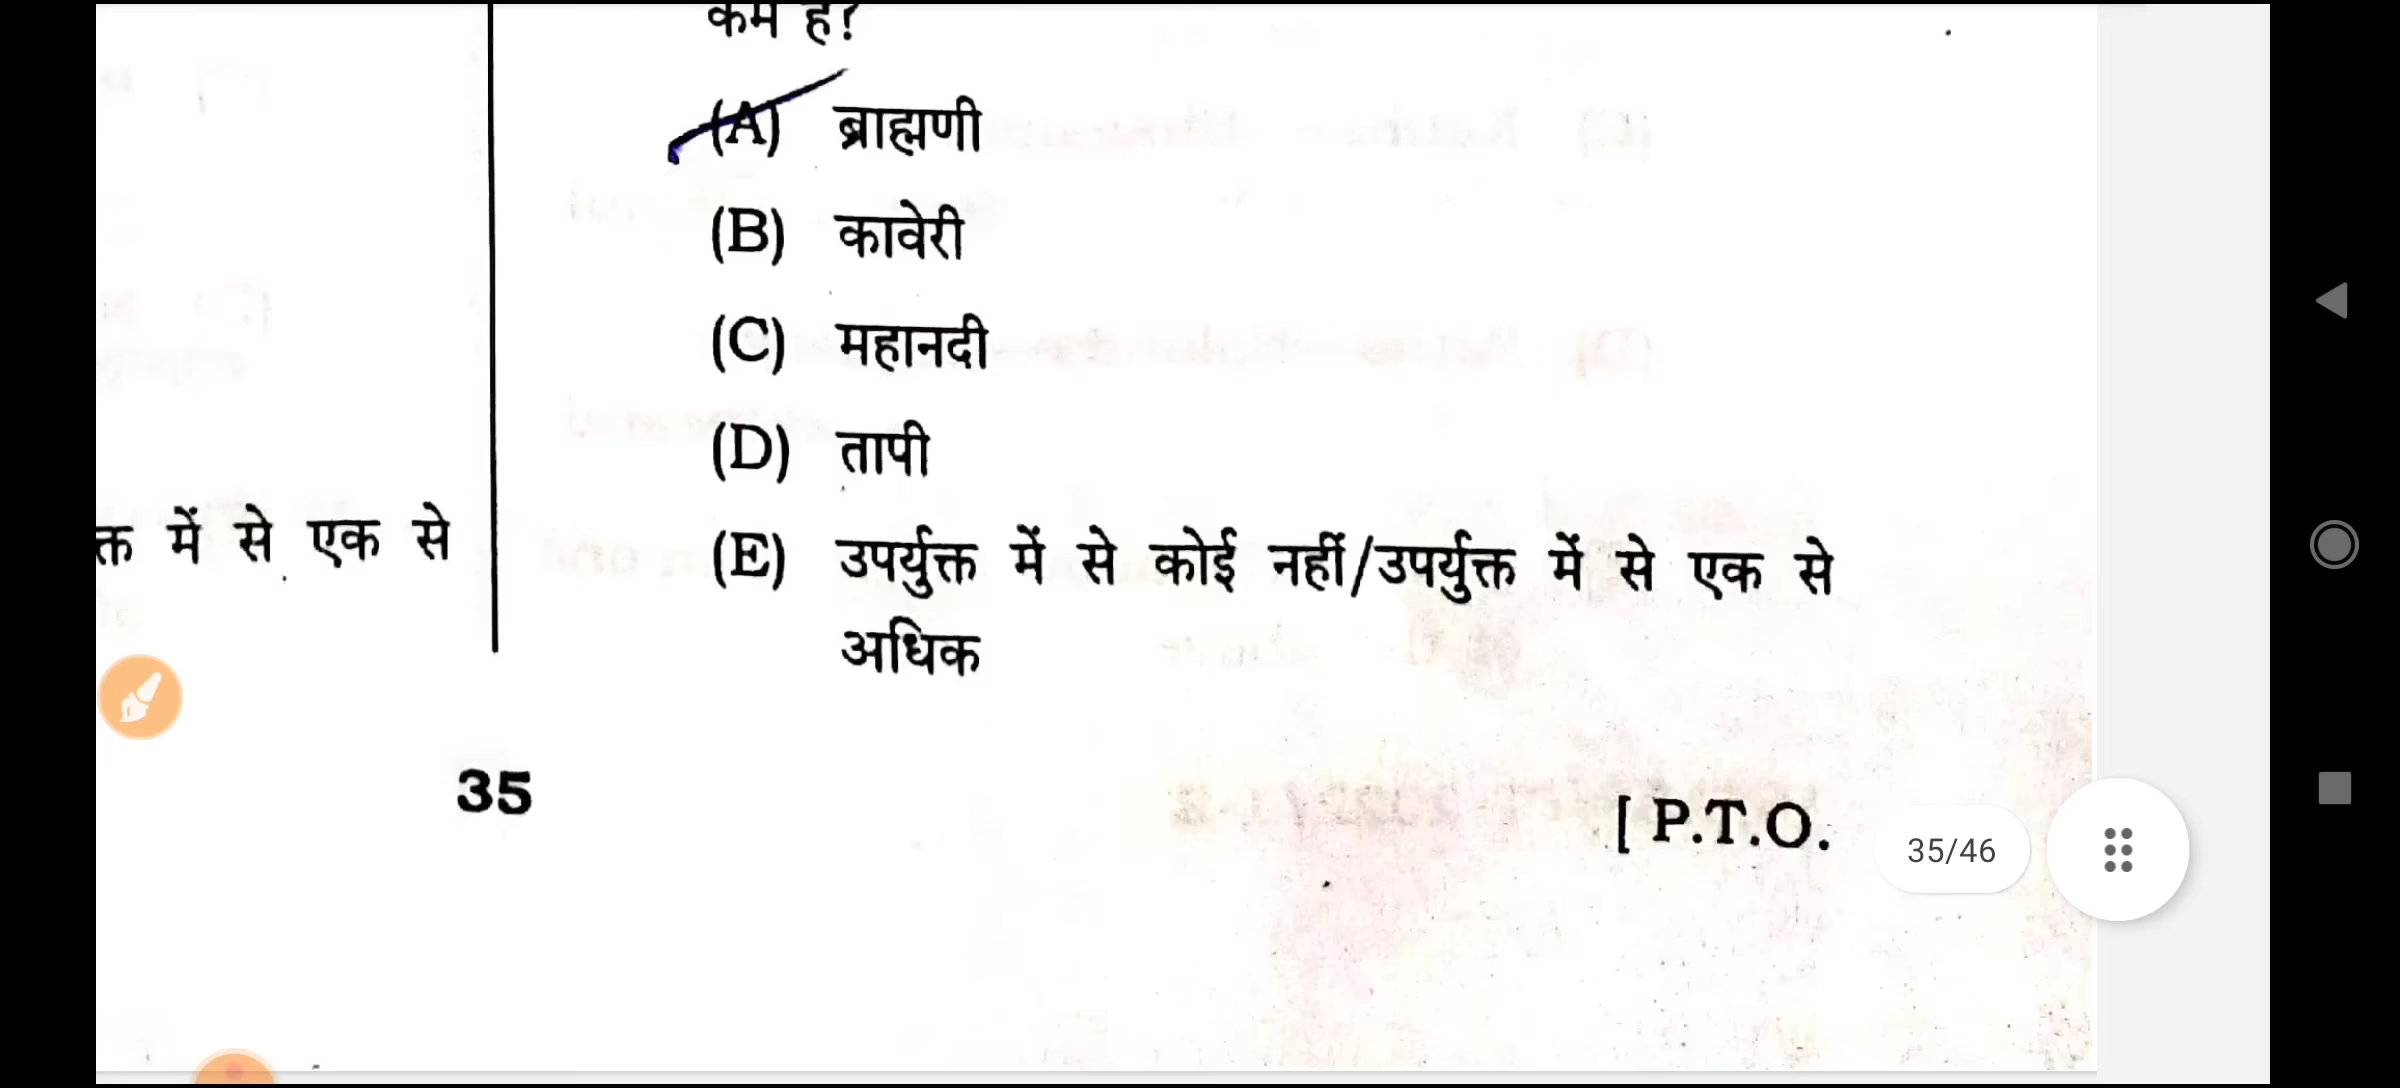 कम है?
(A) ब्राह्मणी
(B) कावेरी
(C) महानदी
(D) तापी
क्त में से एक से
(E) उपर्युक्त में से कोई नहीं/उपर्युक्त में से एक से
अधिक
35
[ P.T.O.
35/46